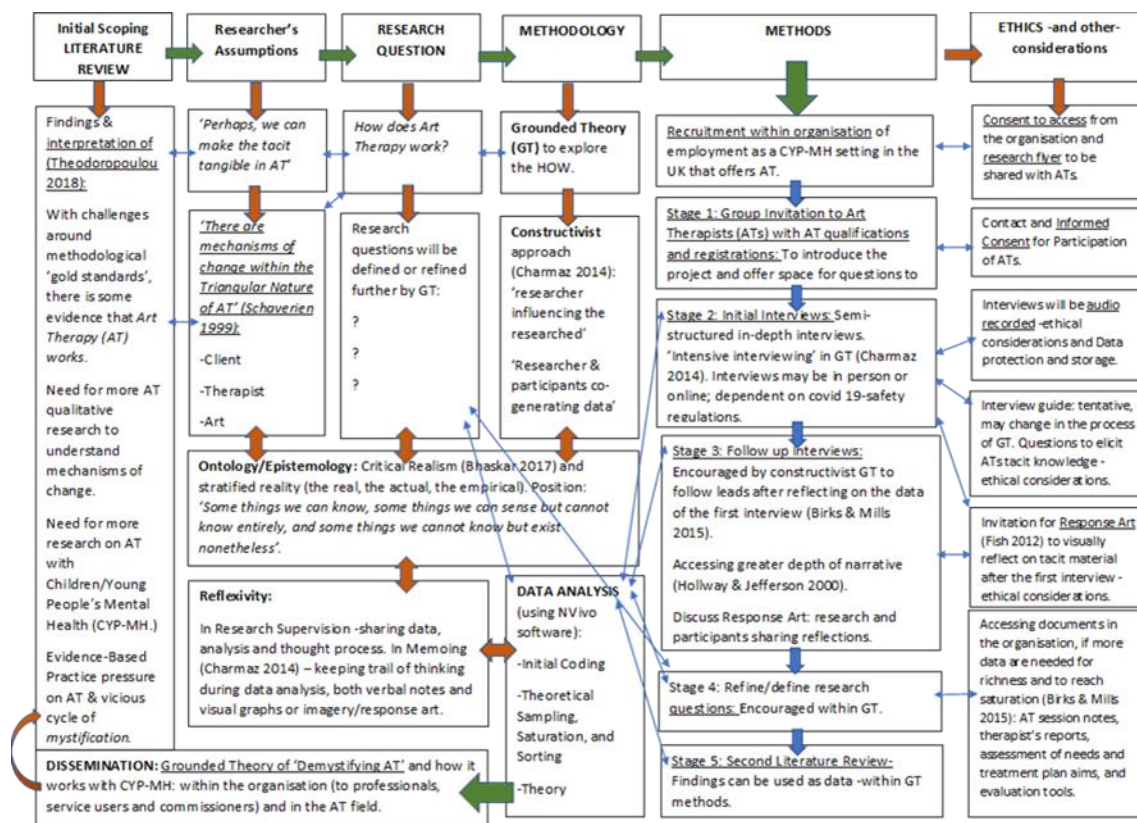 Initial Scoping
LITERATURE
REVIEW
Researcher's
Assumptions
RESEARCH
QUESTION
METHODOLOGY
METHODS
ETHICS -and other-
considerations
Findings &
interpretation of
(Theodoropoulou
2018):
With challenges
around
methodological
'gold standards',
there is some
evidence that Art
Therapy (AT)
works.
Need for more AT
qualitative
research to
understand
mechanisms of
change.
Need for more
research on AT
with
Children/Young
People's Mental
Health (CYP-MH.)
Evidence-Based
Practice pressure
on AT & vicious
cycle of
mystification.
'Perhaps, we can
make the tacit
tangible in AT'
'There are
mechanisms of
change within the
Triangular Nature
of AT' (Schaverien
1999):
-Client
-Therapist
-Art
How does Art
Therapy work?
Research
questions will be
defined or refined
further by GT:
?
?
?
Grounded Theory
(GT) to explore
the HOW.
Constructivist
approach
(Charmaz 2014):
'researcher
influencing the
researched'
'Researcher &
participants co-
generating data'
Ontology/Epistemology: Critical Realism (Bhaskar 2017) and
stratified reality (the real, the actual, the empirical). Position:
'Some things we can know, some things we can sense but cannot
know entirely, and some things we cannot know but exist
nonetheless'.
Reflexivity:
In Research Supervision -sharing data,
analysis and thought process. In Memoing
(Charmaz 2014) – keeping trail of thinking
during data analysis, both verbal notes and
visual graphs or imagery/response art.
DATA ANALYSIS
(using NVivo
software):
-Initial Coding
-Theoretical
Sampling,
Saturation, and
Sorting
-Theory
Recruitment within organisation of
employment as a CYP-MH setting in the
UK that offers AT.
Stage 1: Group Invitation to Art
Therapists (ATs) with AT qualifications
and registrations: To introduce the
project and offer space for questions to
Stage 2: Initial Interviews: Semi-
structured in-depth interviews.
'Intensive interviewing' in GT (Charmaz
2014). Interviews may be in person or
online; dependent on covid 19-safety
regulations.
Stage 3: Follow up Interviews:
Encouraged by constructivist GT to
follow leads after reflecting on the data
of the first interview (Birks & Mills
2015).
Accessing greater depth of narrative
(Hollway & Jefferson 2000).
Discuss Response Art: research and
participants sharing reflections.
Stage 4: Refine/define research
questions: Encouraged within GT.
Stage 5: Second Literature Review-
Findings can be used as data -within GT
methods.
Consent to access from
the organisation and
research flyer to be
shared with ATs.
Contact and Informed
Consent for Participation
of ATs.
Interviews will be audio
recorded -ethical
considerations and Data
protection and storage.
Interview guide: tentative,
may change in the process
of GT. Questions to elicit
ATs tacit knowledge -
ethical considerations.
Invitation for Response Art
(Fish 2012) to visually
reflect on tacit material
after the first interview -
ethical considerations.
Accessing documents in
the organisation, if more
data are needed for
richness and to reach
saturation (Birks & Mills
2015): AT session notes,
therapist's reports,
assessment of needs and
treatment plan aims, and
evaluation tools.
DISSEMINATION: Grounded Theory of 'Demystifying AT' and how it
works with CYP-MH: within the organisation (to professionals,
service users and commissioners) and in the AT field.